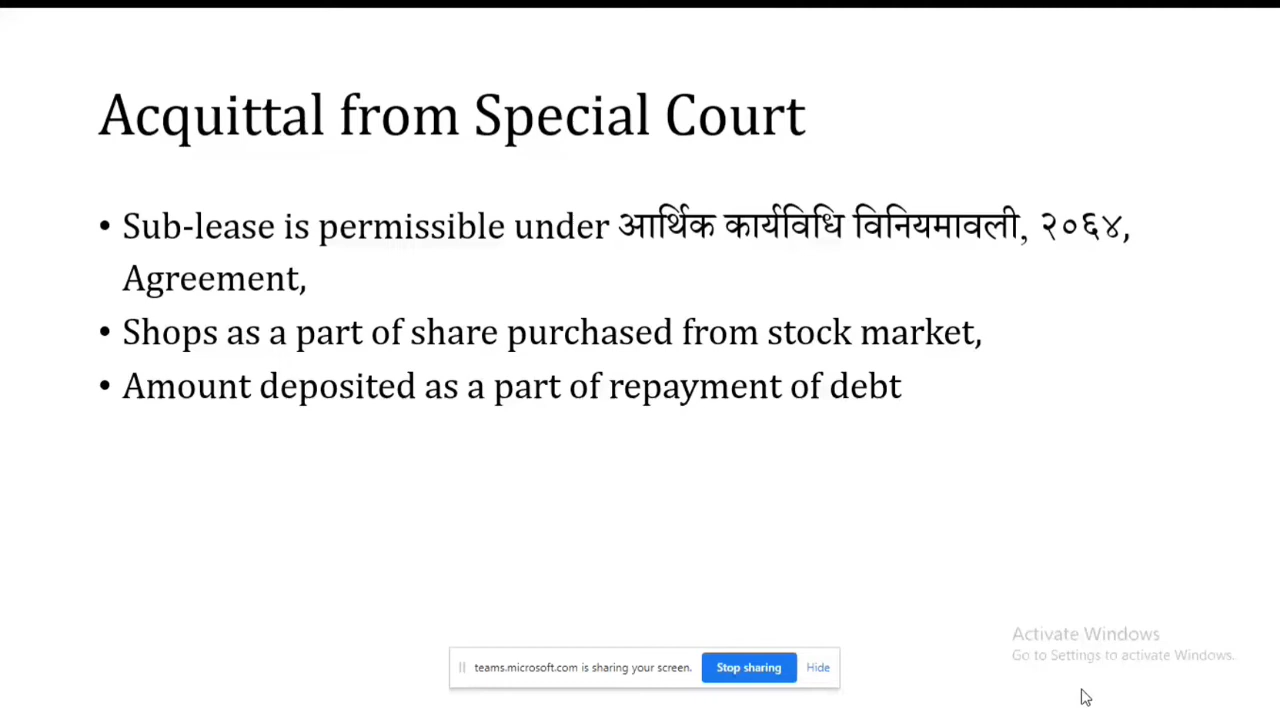 Acquittal from Special Court
• Sub-lease is permissible under आर्थिक कार्यविधि विनियमावली, २०६४,
Agreement,
• Shops as a part of share purchased from stock market,
• Amount deposited as a part of repayment of debt
Activate Windows
Go to Settings to activate Windows.
teams.microsoft.com is sharing your screen. Stop sharing Hide